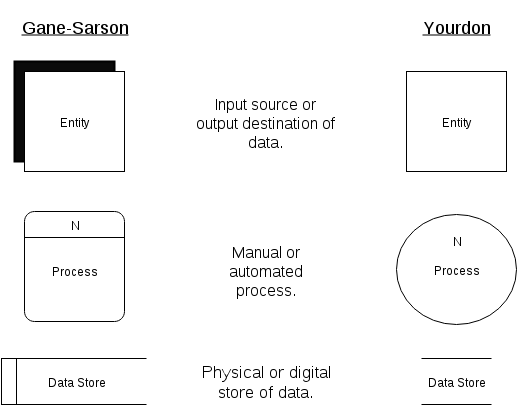 Gane-Sarson
Yourdon
Entity
Input source or
output destination of
data.
Entity
N
Process
Manual or
automated
process.
N
Process
Data Store
Physical or digital
store of data.
Data Store